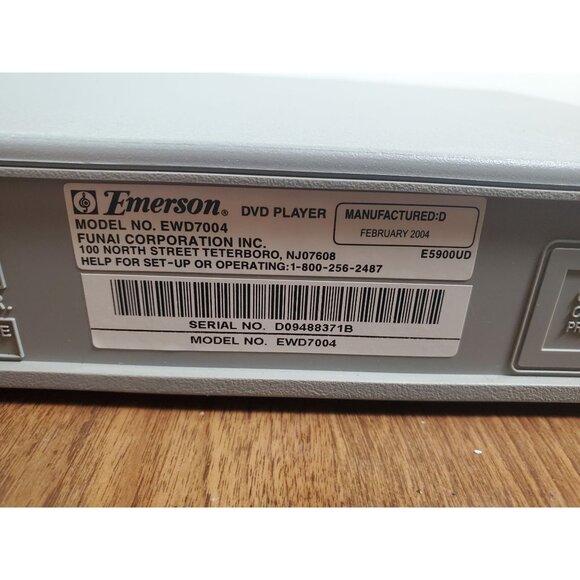 Emerson® DVD PLAYER
MANUFACTURED:D
FEBRUARY 2004
MODEL NO. EWD7004
FUNAI CORPORATION INC.
100 NORTH STREET TETERBORO, NJ07608
E5900UD
HELP FOR SET-UP OR OPERATING:1-800-256-2487
SERIAL NO. D09488371B
MODEL NO. EWD7004